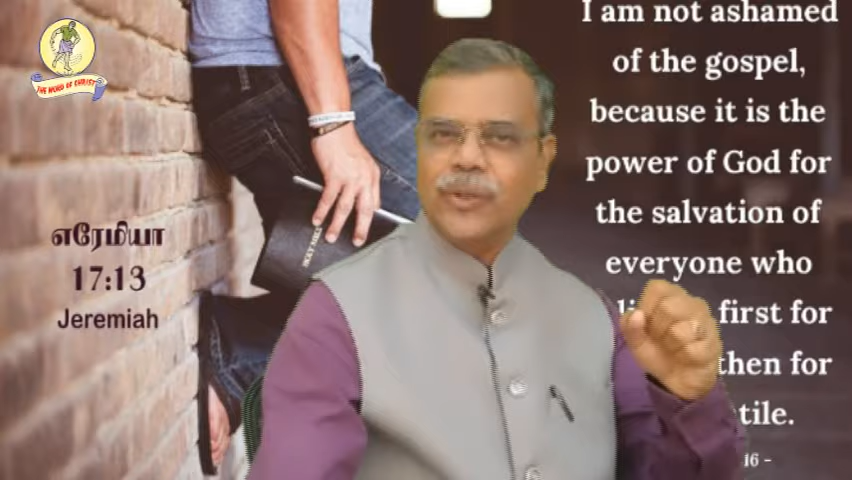 THE WORD OF CHRIST
எரேமியா
17:13
Jeremiah
HOLY
I am not ashamed
of the gospel,
because it is the
power of God for
the salvation of
everyone who
first for
then for
tile.
16 -